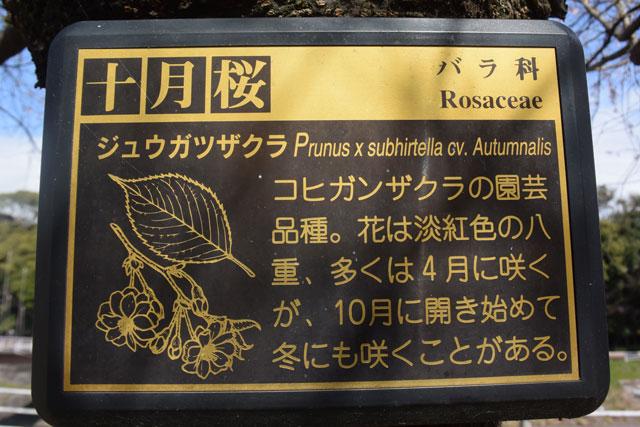 十月桜
バラ科
Rosaceae
ジュウガツザクラ Prunus x subhirtella cv. Autumnalis
コヒガンザクラの園芸
品種。花は淡紅色の八
重、多くは4月に咲く
が、10月に開き始めて
冬にも咲くことがある。